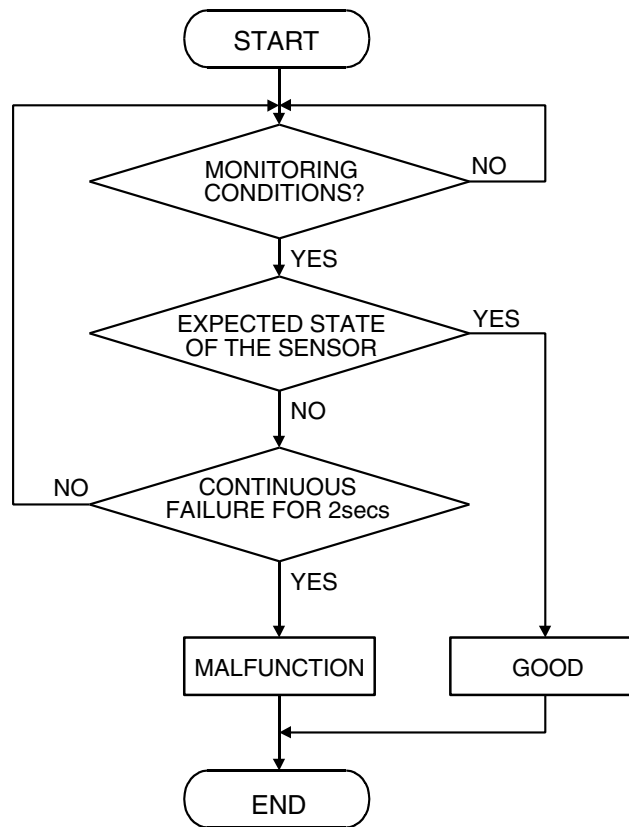 START
MONITORING
CONDITIONS?
NO
YES
EXPECTED STATE
OF THE SENSOR
YES
NO
CONTINUOUS
FAILURE FOR 2secs
NO
YES
MALFUNCTION
GOOD
END